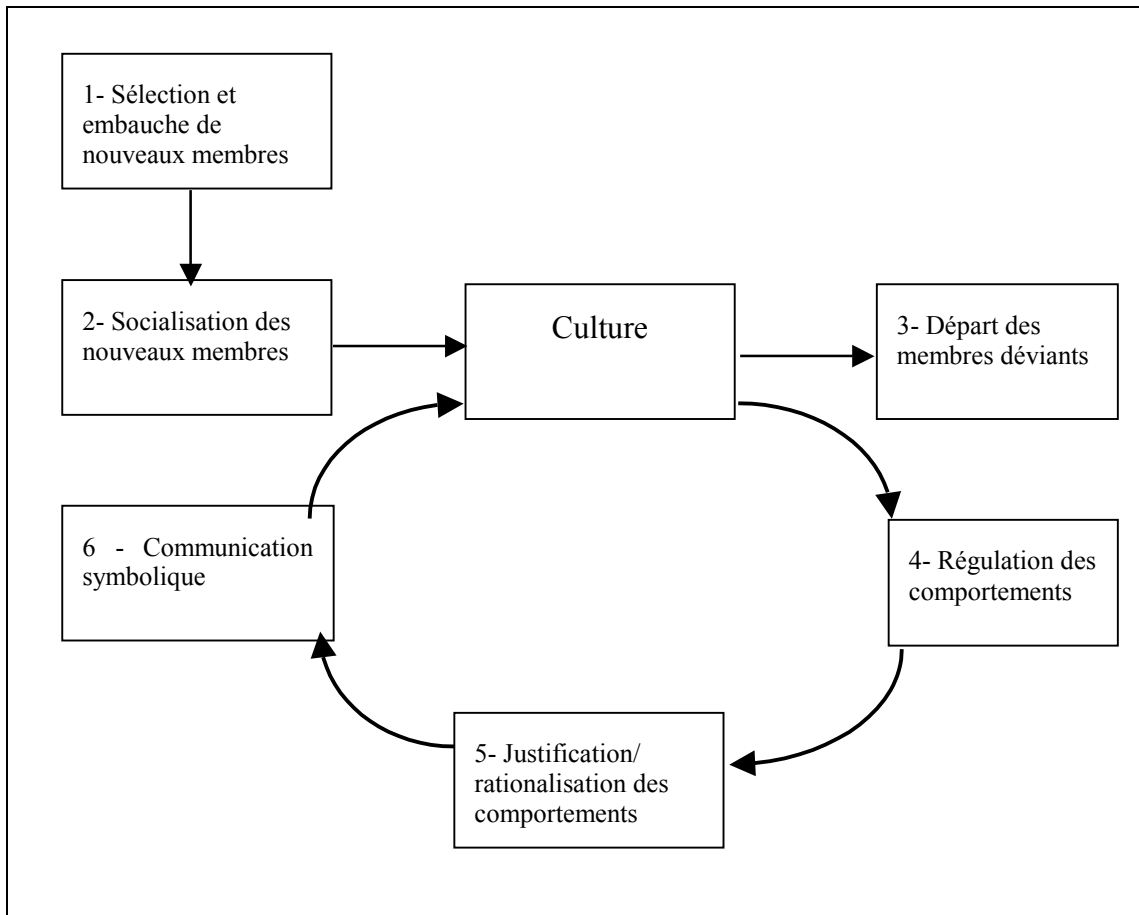 1- Sélection et
embauche de
nouveaux membres
2- Socialisation des
nouveaux membres
Culture
3- Départ des
membres déviants
6 - Communication
symbolique
4- Régulation des
comportements
5- Justification/
rationalisation des
comportements